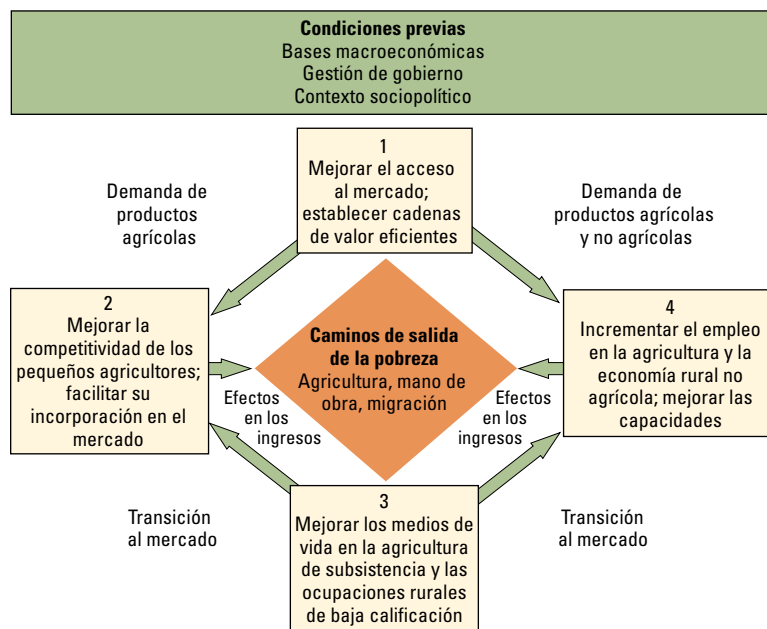 Condiciones previas
Bases macroeconómicas
Gestión de gobierno
Contexto sociopolítico
1
Mejorar el acceso
al mercado;
establecer cadenas
de valor eficientes
Demanda de
productos
agrícolas
Demanda de
productos agrícolas
y no agrícolas
2
Mejorar la
competitividad de los
pequeños agricultores;
facilitar su
incorporación en el
mercado
Caminos de salida
de la pobreza
Agricultura, mano de
obra, migración
4
Incrementar el empleo
en la agricultura y la
economía rural no
agrícola; mejorar las
capacidades
Efectos
en los
ingresos
Efectos
en los
ingresos
Transición
al mercado
3
Mejorar los medios de
vida en la agricultura
de subsistencia y las
ocupaciones rurales
de baja calificación
Transición
al mercado